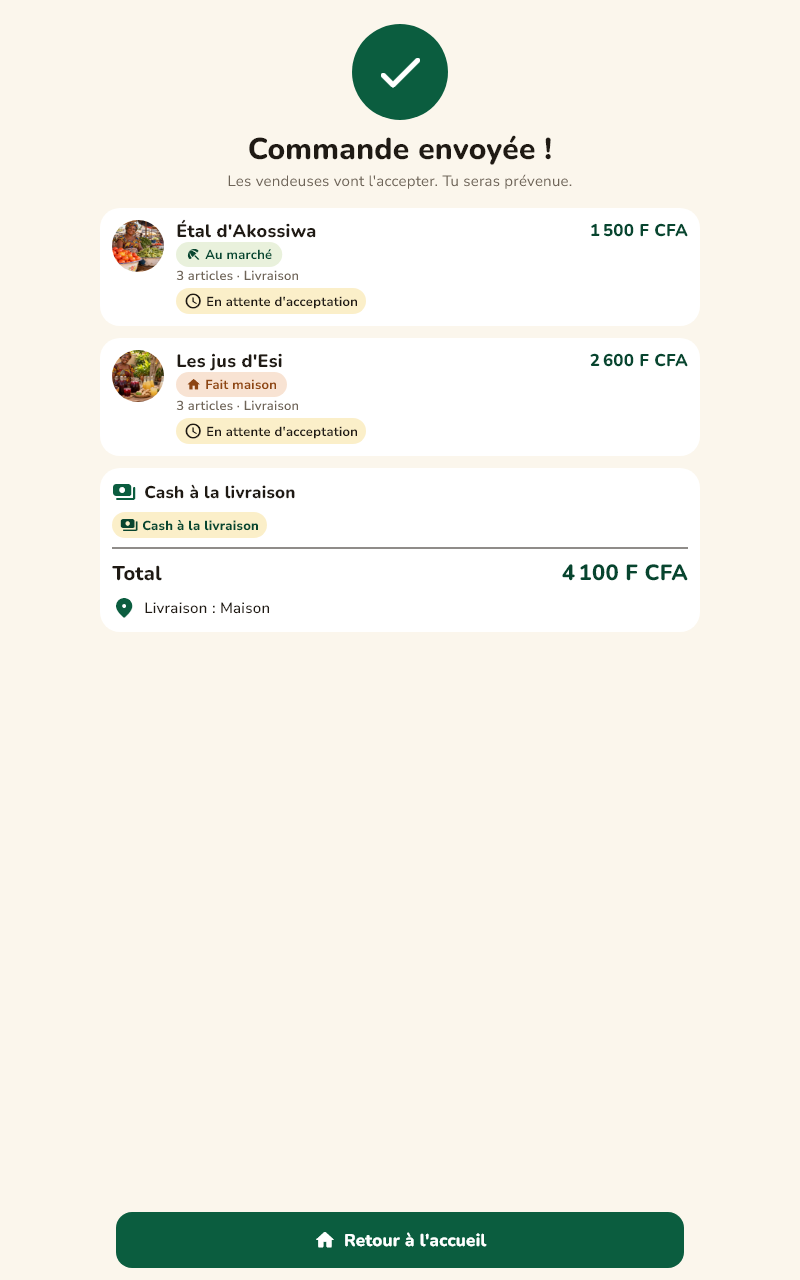 Commande envoyée !
Les vendeuses vont l'accepter. Tu seras prévenue.
Étal d'Akossiwa
1 500 F CFA
Au marché
3 articles · Livraison
En attente d'acceptation
Les jus d'Esi
2 600 F CFA
Fait maison
3 articles · Livraison
En attente d'acceptation
Cash à la livraison
Cash à la livraison
Total
4 100 F CFA
Livraison : Maison
Retour à l'accueil